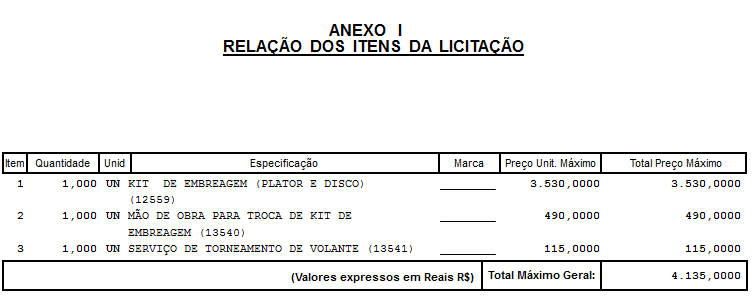 ANEXO I
RELAÇÃO DOS ITENS DA LICITAÇÃO
Item Quantidade Unid Especificação Marca Preço Unit. Máximo Total Preço Máximo
1 1,000 UN KIT DE EMBREAGEM (PLATOR E DISCO) ________ 3.530,0000 3.530,0000
(12559)
2 1,000 UN MÃO DE OBRA PARA TROCA DE KIT DE ________ 490,0000 490,0000
EMBREAGEM (13540)
3 1,000 UN SERVIÇO DE TORNEAMENTO DE VOLANTE (13541) ________ 115,0000 115,0000
(Valores expressos em Reais R$) Total Máximo Geral: 4.135,0000